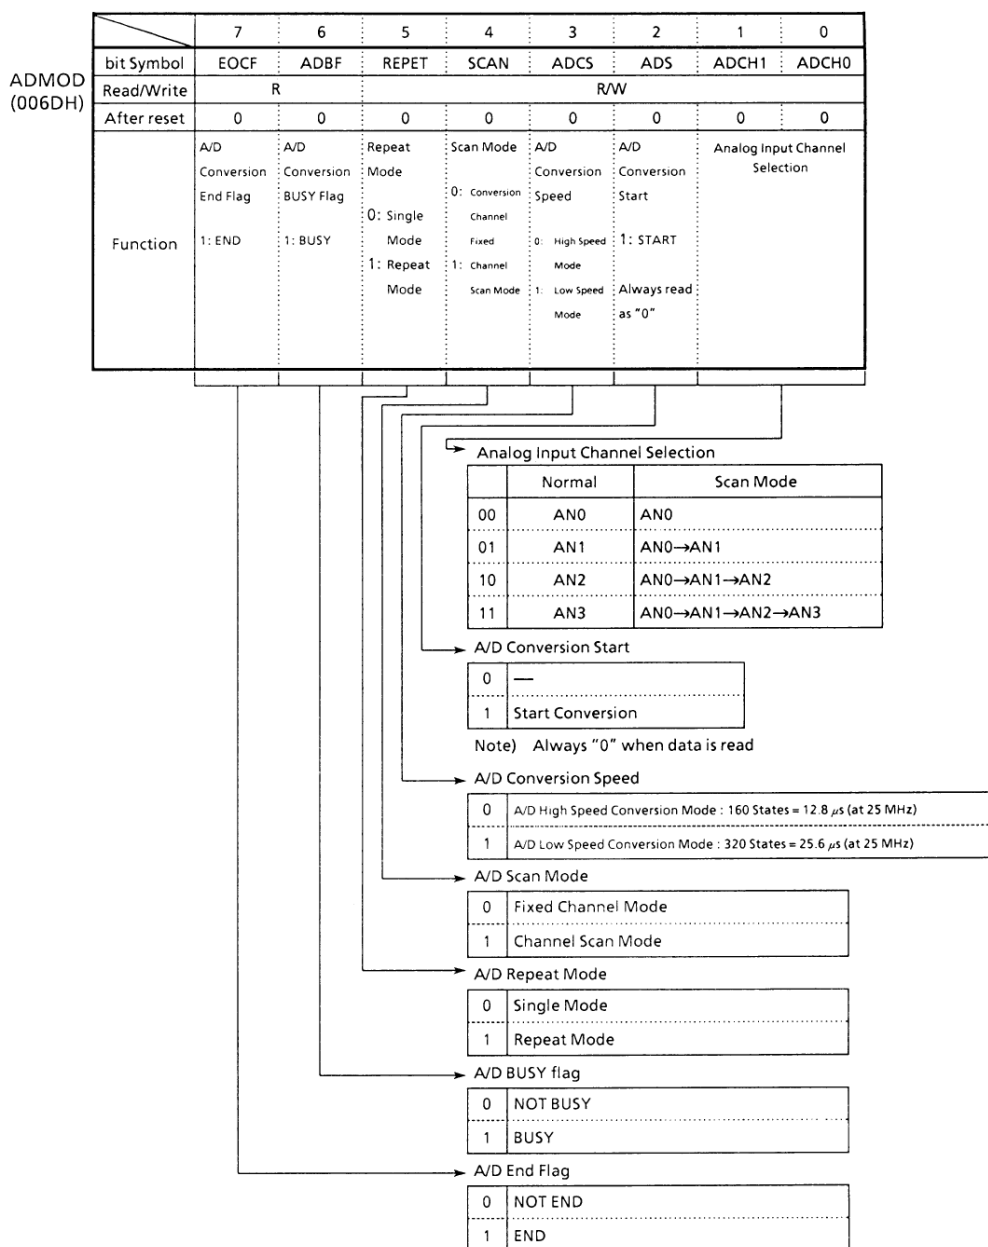 7 6 5 4 3 2 1 0
bit Symbol EOCF ADBF REPET SCAN ADCS ADS ADCH1 ADCH0
ADMOD
(006DH)
Read/Write R R/W
After reset 0 0 0 0 0 0 0 0
Function
A/D
Conversion
End Flag
1: END
A/D
Conversion
BUSY Flag
1: BUSY
Repeat
Mode
0: Single
Mode
1: Repeat
Mode
Scan Mode
0: Conversion
Channel
Fixed
1: Channel
Scan Mode
A/D
Conversion
Speed
0: High Speed
Mode
1: Low Speed
Mode
A/D
Conversion
Start
1: START
Always read
as "0"
Analog Input Channel
Selection
Analog Input Channel Selection
Normal Scan Mode
00 AN0 AN0
01 AN1 AN0→AN1
10 AN2 AN0→AN1→AN2
11 AN3 AN0→AN1→AN2→AN3
A/D Conversion Start
0 —
1 Start Conversion
Note) Always "0" when data is read
A/D Conversion Speed
0 A/D High Speed Conversion Mode : 160 States = 12.8 μs (at 25 MHz)
1 A/D Low Speed Conversion Mode : 320 States = 25.6 μs (at 25 MHz)
A/D Scan Mode
0 Fixed Channel Mode
1 Channel Scan Mode
A/D Repeat Mode
0 Single Mode
1 Repeat Mode
A/D BUSY flag
0 NOT BUSY
1 BUSY
A/D End Flag
0 NOT END
1 END